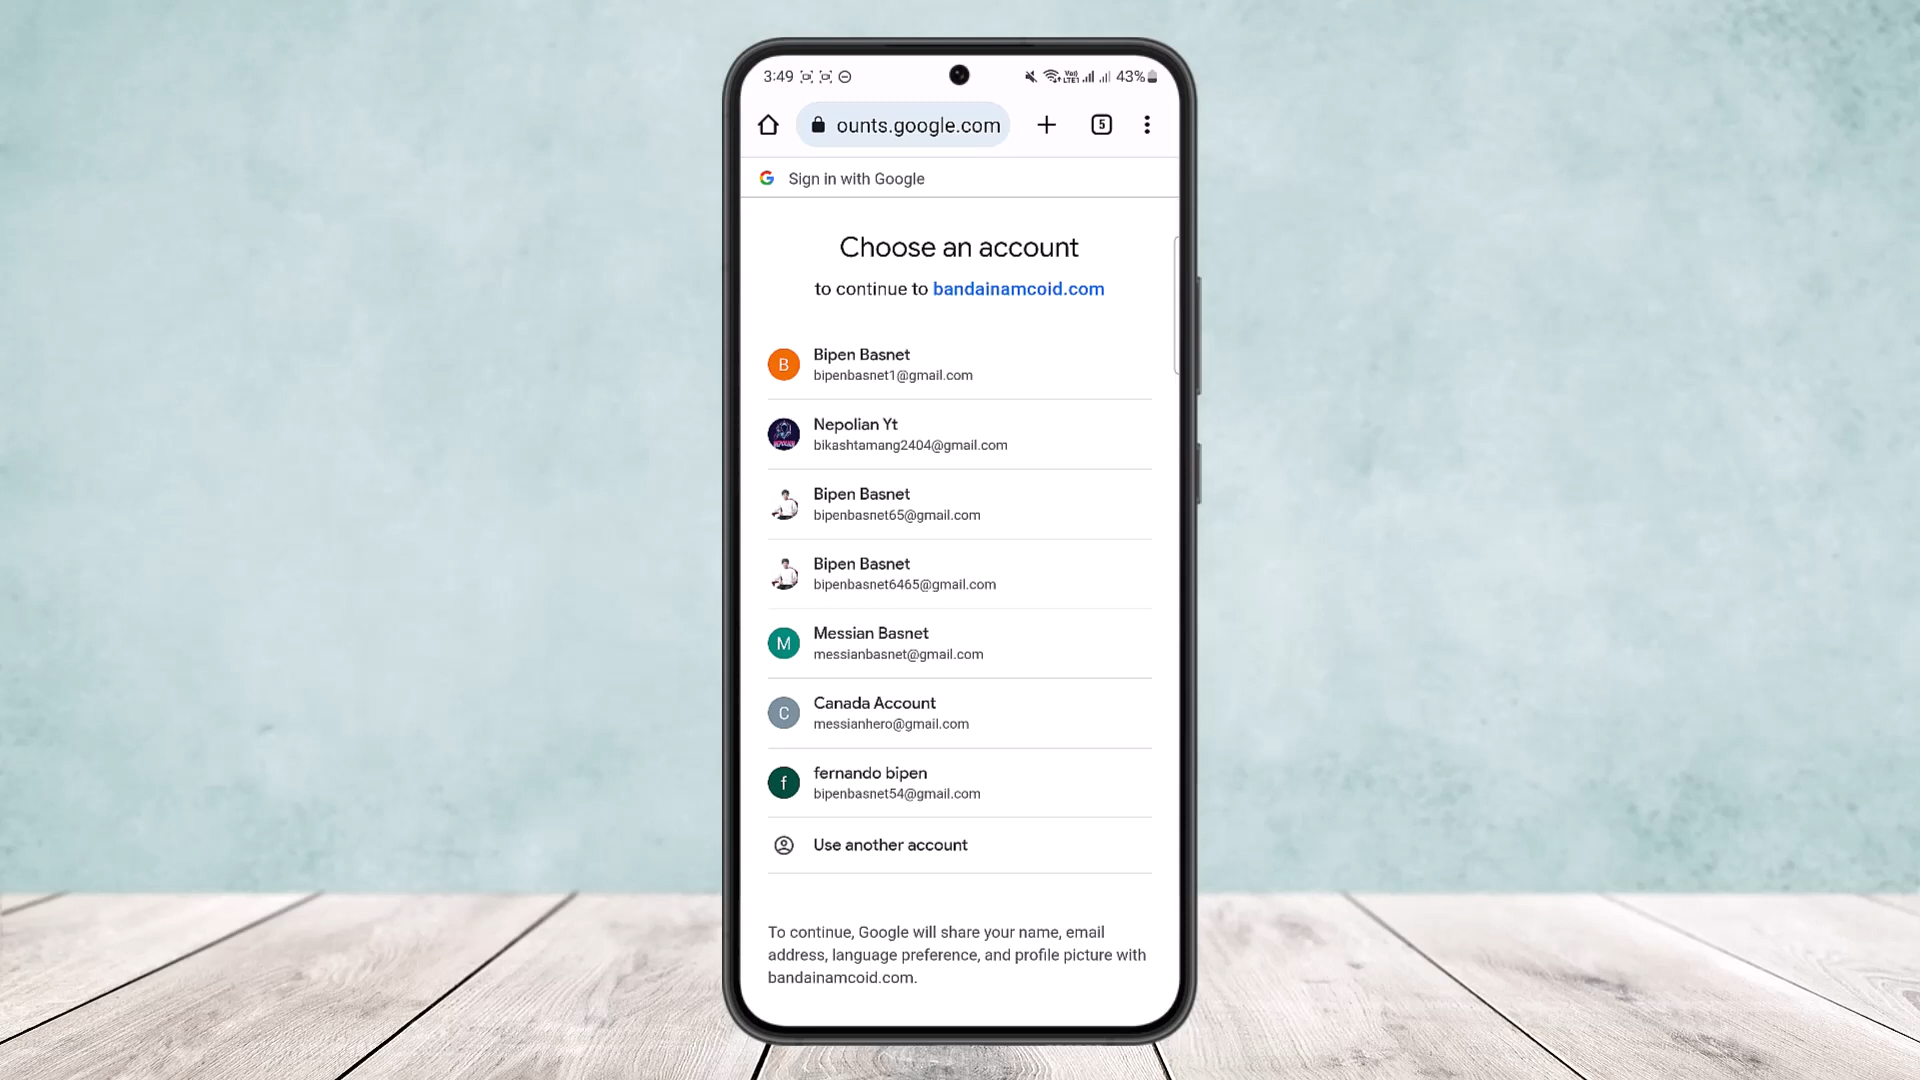 3:49 43%
ounts.google.com 5
Sign in with Google
Choose an account
to continue to bandainamcoid.com
B Bipen Basnet
bipenbasnet1@gmail.com
Nepolian Yt
bikashtamang2404@gmail.com
Bipen Basnet
bipenbasnet65@gmail.com
Bipen Basnet
bipenbasnet6465@gmail.com
M Messian Basnet
messianbasnet@gmail.com
C Canada Account
messianhero@gmail.com
f fernando bipen
bipenbasnet54@gmail.com
Use another account
To continue, Google will share your name, email
address, language preference, and profile picture with
bandainamcoid.com.